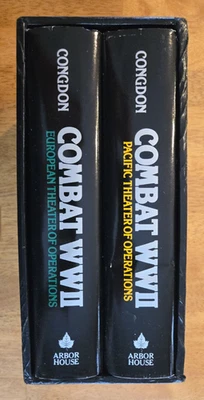 CONGDON
COMBAT WWII
EUROPEAN THEATER OF OPERATIONS
ARBOR
HOUSE
CONGDON
COMBAT WWII
PACIFIC THEATER OF OPERATIONS
ARBOR
HOUSE